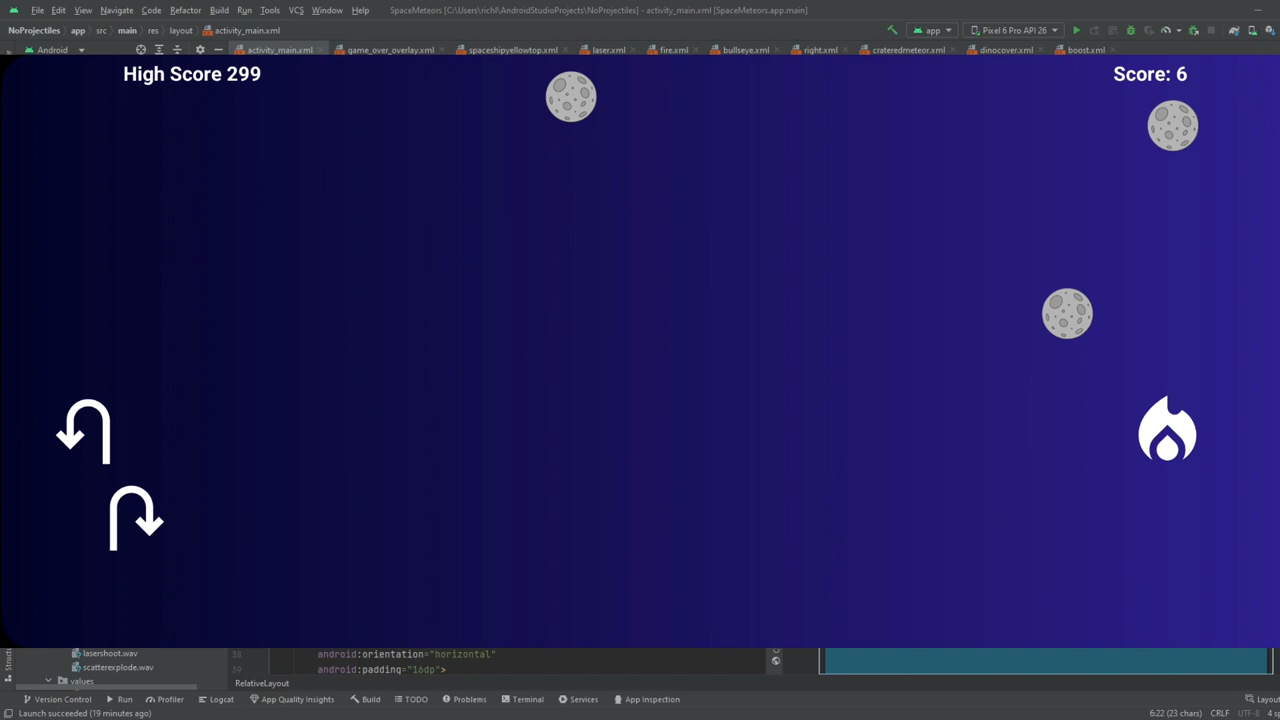 File Edit View Navigate Code Refactor Build Run Tools VCS Window Help SpaceMeteors [C:\Users\richl\AndroidStudioProjects\NoProjectiles] - activity_main.xml [SpaceMeteors.app.main]
NoProjectiles app src main res layout activity_main.xml app Pixel 6 Pro API 26
Android activity_main.xml game_over_overlay.xml spaceshipyellowtop.xml laser.xml fire.xml bullseye.xml right.xml crateredmeteor.xml dinocover.xml boost.xml
High Score 299 Score: 6
lasershoot.wav 38 android:orientation="horizontal"
scatterexplode.wav 39 android:padding="16dp">
values RelativeLayout
Version Control Run Profiler Logcat App Quality Insights Build TODO Problems Terminal Services App Inspection
Launch succeeded (19 minutes ago) 6:22 (23 chars) CRLF UTF-8